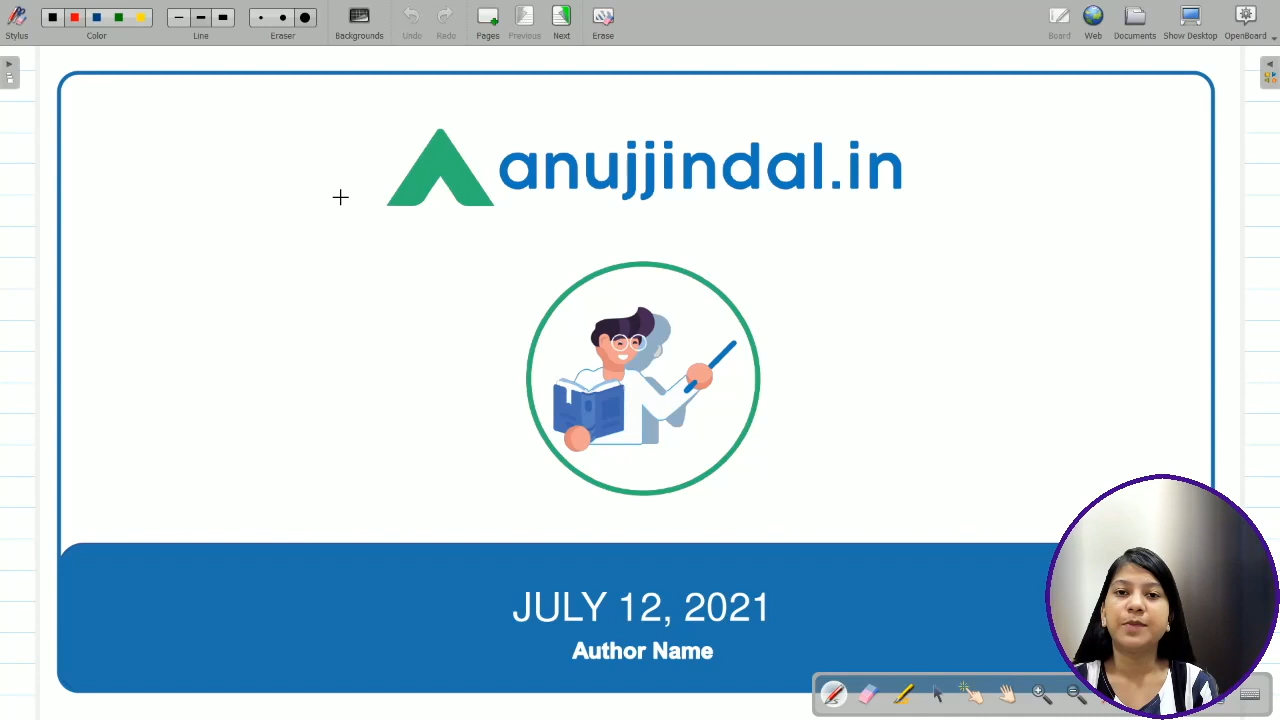 Stylus
Color
Line
Eraser
Backgrounds
Undo
Redo
Pages
Previous
Next
Erase
Board
Web
Documents
Show Desktop
OpenBoard
anujjindal.in
JULY 12, 2021
Author Name